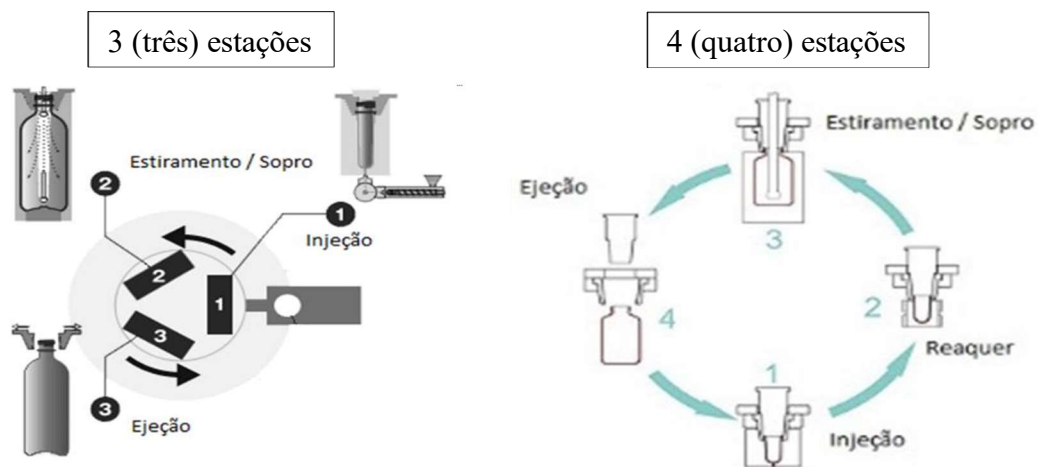 3 (três) estações
Estiramento / Sopro
2
1
Injeção
2
1
3
3
Ejeção
4 (quatro) estações
Estiramento / Sopro
Ejeção
3
2
4
Reaquer
1
Injeção